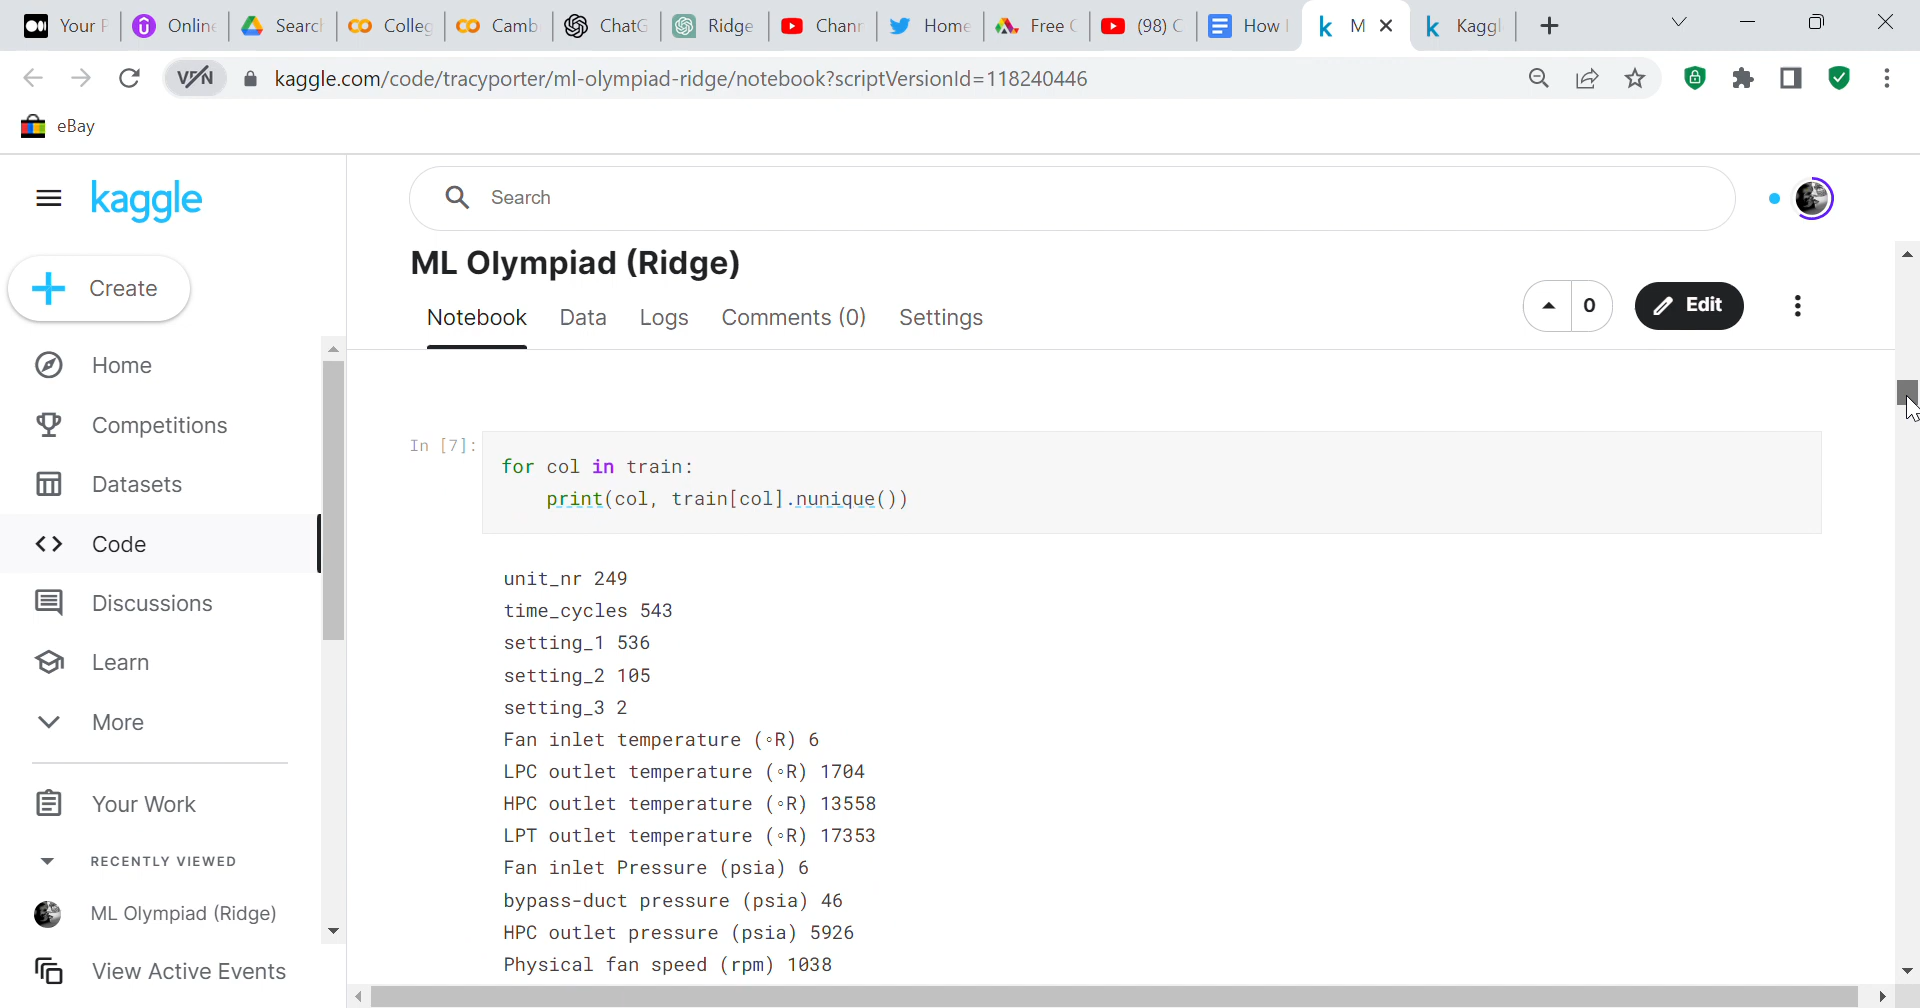 Your P
Online
Search
Colleg
Camb
ChatG
Ridge
Chann
Home
Free C
(98) C
How I
k M
k Kaggl
VPN kaggle.com/code/tracyporter/ml-olympiad-ridge/notebook?scriptVersionId=118240446
eBay
kaggle
Search
Create
ML Olympiad (Ridge)
Notebook Data Logs Comments (0) Settings
0 Edit
Home
Competitions
Datasets
Code
Discussions
Learn
More
Your Work
RECENTLY VIEWED
ML Olympiad (Ridge)
View Active Events
In [7]:
for col in train:
print(col, train[col].nunique())
unit_nr 249
time_cycles 543
setting_1 536
setting_2 105
setting_3 2
Fan inlet temperature (◦R) 6
LPC outlet temperature (◦R) 1704
HPC outlet temperature (◦R) 13558
LPT outlet temperature (◦R) 17353
Fan inlet Pressure (psia) 6
bypass-duct pressure (psia) 46
HPC outlet pressure (psia) 5926
Physical fan speed (rpm) 1038